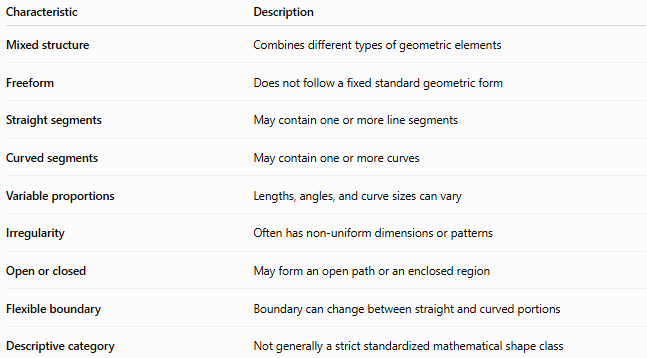 Characteristic Description
Mixed structure Combines different types of geometric elements
Freeform Does not follow a fixed standard geometric form
Straight segments May contain one or more line segments
Curved segments May contain one or more curves
Variable proportions Lengths, angles, and curve sizes can vary
Irregularity Often has non-uniform dimensions or patterns
Open or closed May form an open path or an enclosed region
Flexible boundary Boundary can change between straight and curved portions
Descriptive category Not generally a strict standardized mathematical shape class